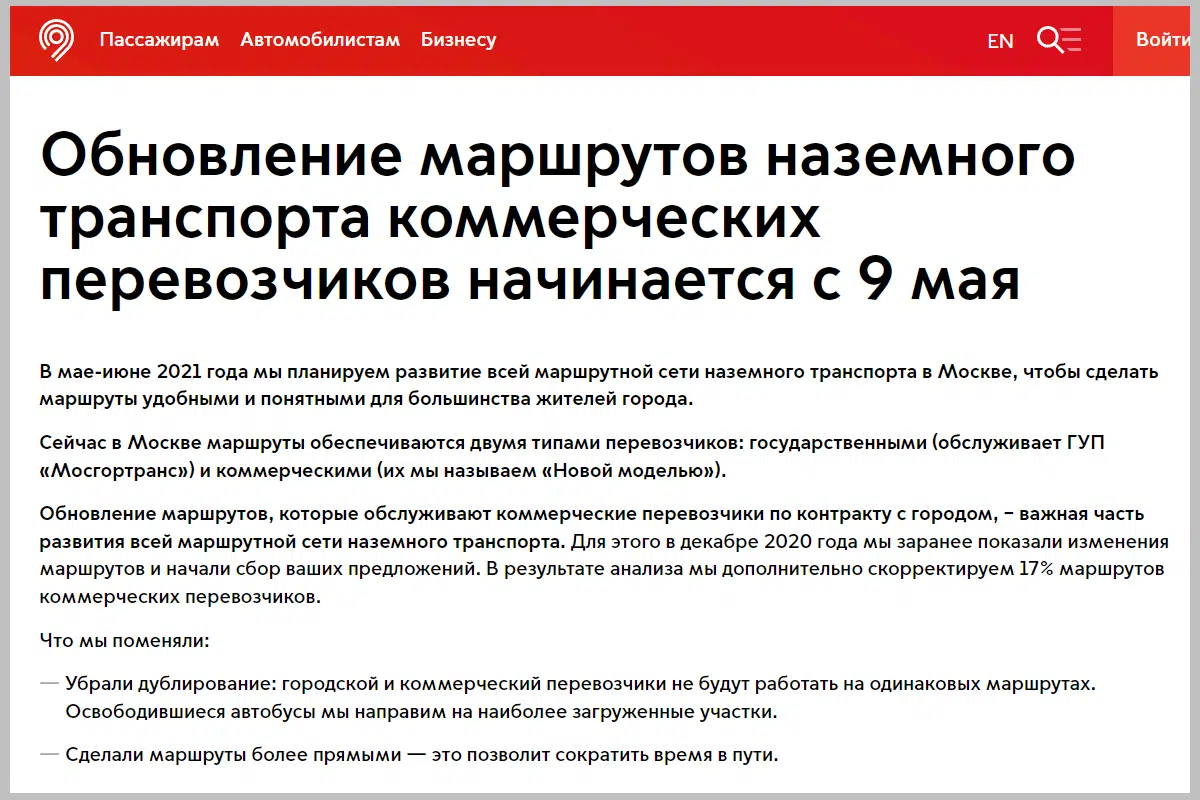 Пассажирам Автомобилистам Бизнесу EN Войти
Обновление маршрутов наземного
транспорта коммерческих
перевозчиков начинается с 9 мая
В мае-июне 2021 года мы планируем развитие всей маршрутной сети наземного транспорта в Москве, чтобы сделать
маршруты удобными и понятными для большинства жителей города.
Сейчас в Москве маршруты обеспечиваются двумя типами перевозчиков: государственными (обслуживает ГУП
«Мосгортранс») и коммерческими (их мы называем «Новой моделью»).
Обновление маршрутов, которые обслуживают коммерческие перевозчики по контракту с городом, – важная часть
развития всей маршрутной сети наземного транспорта. Для этого в декабре 2020 года мы заранее показали изменения
маршрутов и начали сбор ваших предложений. В результате анализа мы дополнительно скорректируем 17% маршрутов
коммерческих перевозчиков.
Что мы поменяли:
— Убрали дублирование: городской и коммерческий перевозчики не будут работать на одинаковых маршрутах.
Освободившиеся автобусы мы направим на наиболее загруженные участки.
— Сделали маршруты более прямыми — это позволит сократить время в пути.